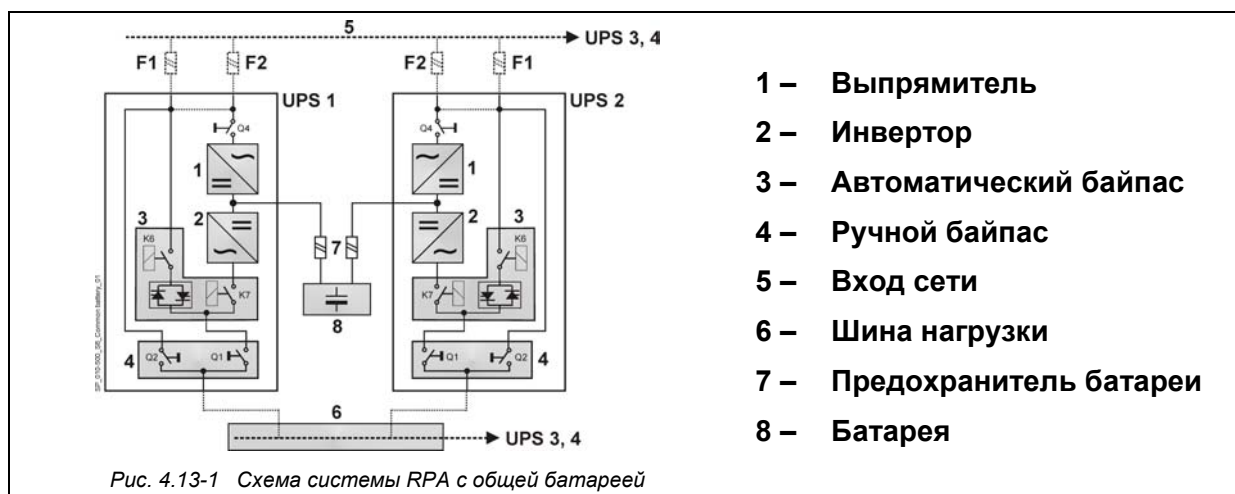 5
UPS 3, 4
F1
F2
F2
F1
UPS 1
UPS 2
Q4
Q4
1
1
3
2
2
3
K6
K6
7
K7
K7
8
4
Q2
Q1
Q1
Q2
4
SP_010-500_S6_Common battery_01
6
UPS 3, 4
Рис. 4.13-1 Схема системы RPA с общей батареей
1 – Выпрямитель
2 – Инвертор
3 – Автоматический байпас
4 – Ручной байпас
5 – Вход сети
6 – Шина нагрузки
7 – Предохранитель батареи
8 – Батарея